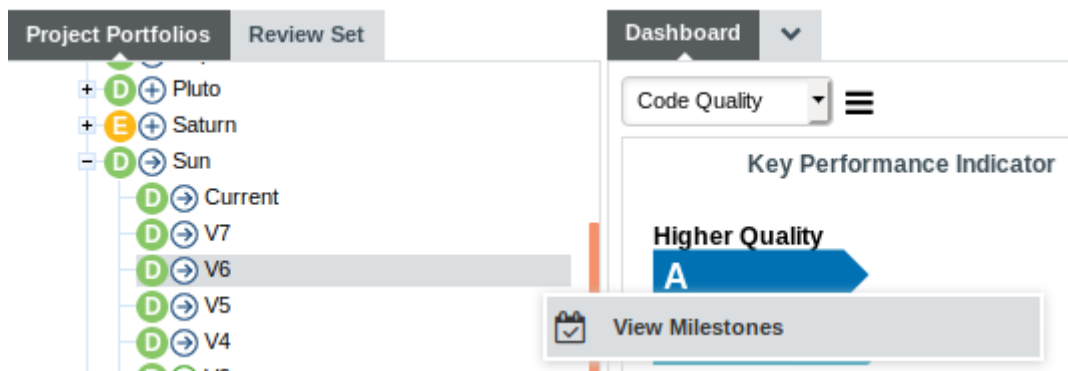 Project Portfolios Review Set
D Pluto
E Saturn
D Sun
D Current
D V7
D V6
D V5
D V4
Dashboard
Code Quality
Key Performance Indicator
Higher Quality
A
View Milestones